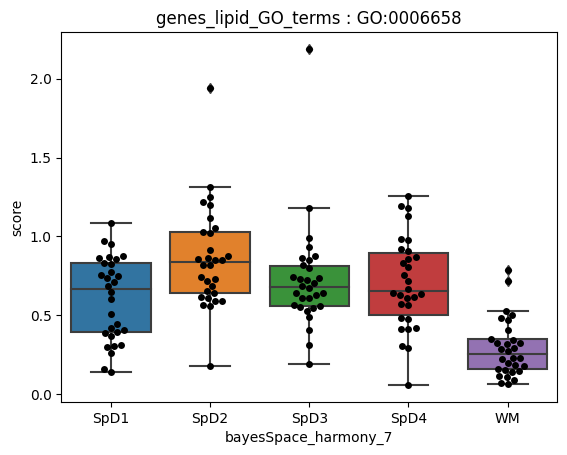 genes_lipid_GO_terms : GO:0006658
score
2.0
1.5
1.0
0.5
0.0
SpD1 SpD2 SpD3 SpD4 WM
bayesSpace_harmony_7